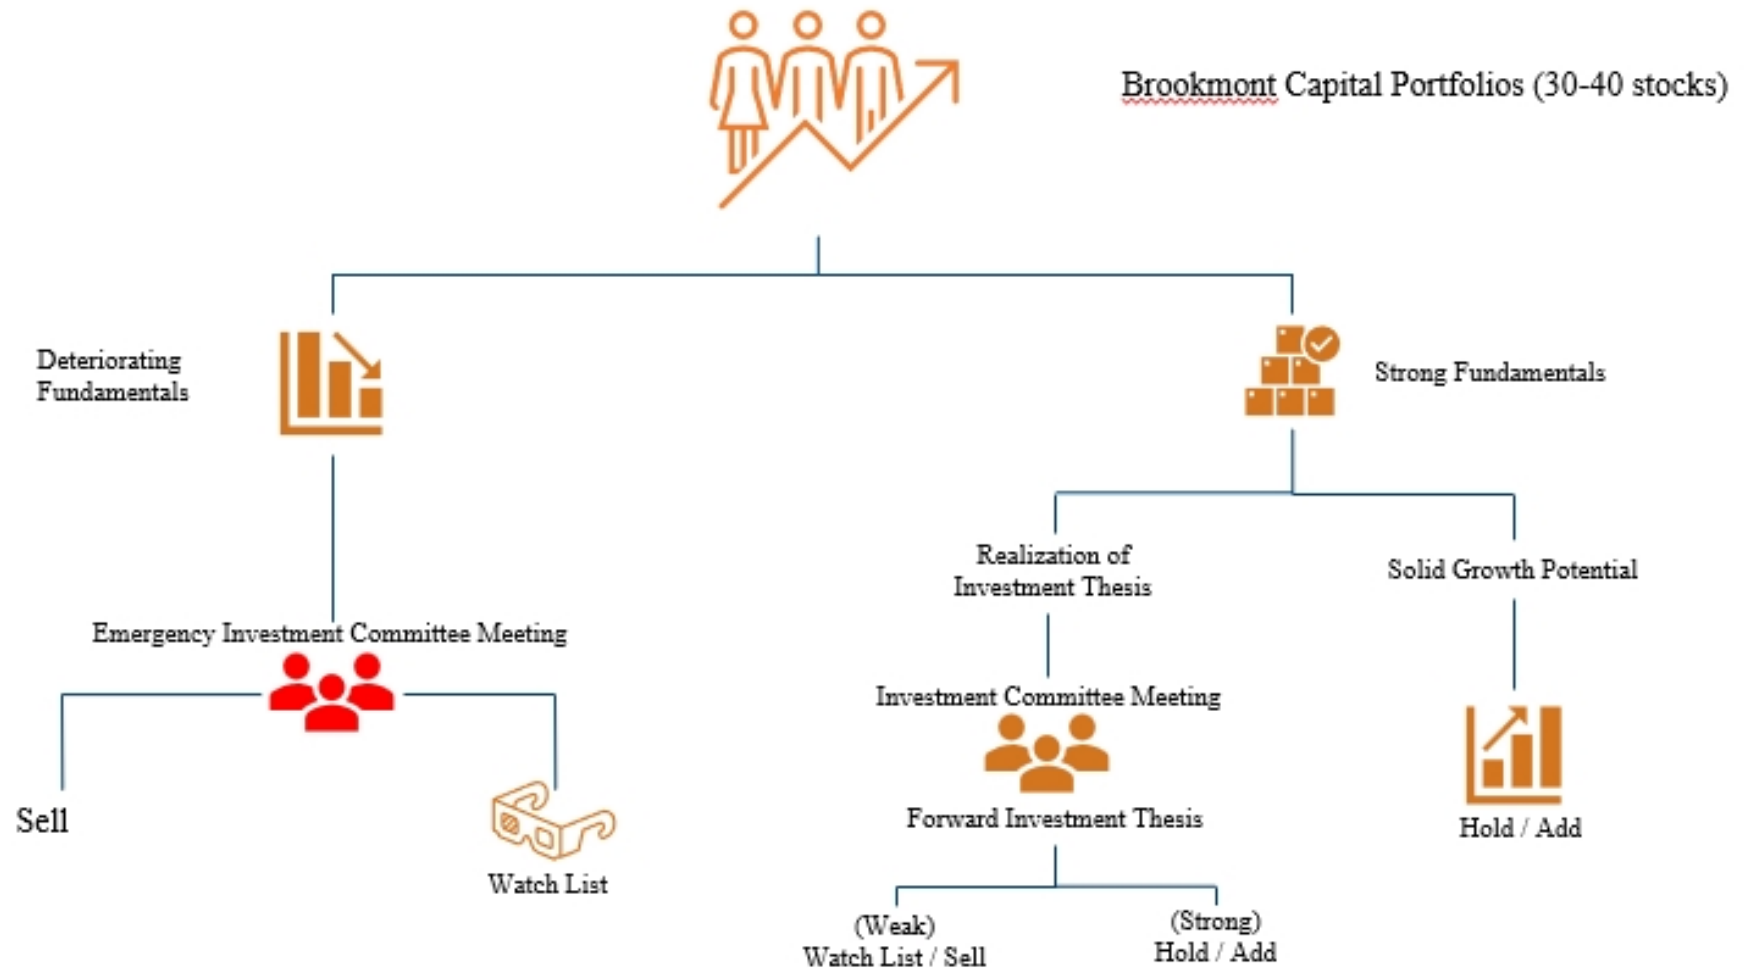 Brookmont Capital Portfolios (30-40 stocks)
Deteriorating
Fundamentals
Strong Fundamentals
Realization of
Investment Thesis
Solid Growth Potential
Emergency Investment Committee Meeting
Investment Committee Meeting
Forward Investment Thesis
Sell
Watch List
Hold / Add
(Weak)
Watch List / Sell
(Strong)
Hold / Add